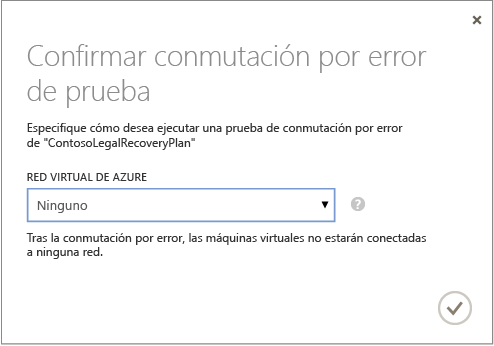 Confirmar conmutación por error
de prueba
Especifique cómo desea ejecutar una prueba de conmutación por error
de "ContosoLegalRecoveryPlan"
RED VIRTUAL DE AZURE
Ninguno
Tras la conmutación por error, las máquinas virtuales no estarán conectadas
a ninguna red.